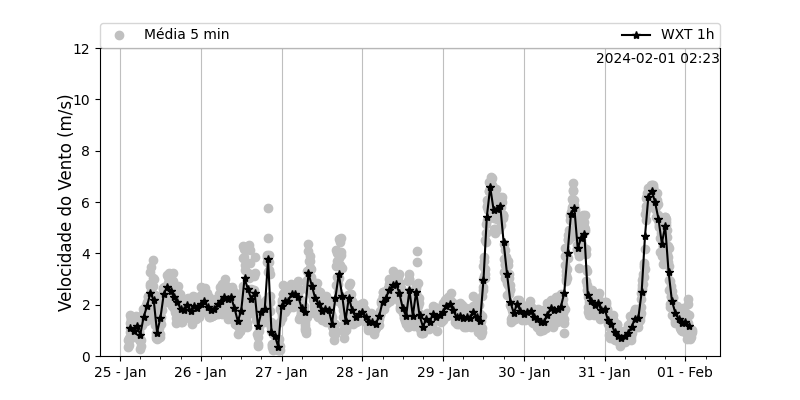 Média 5 min
WXT 1h
2024-02-01 02:23
Velocidade do Vento (m/s)
12
10
8
6
4
2
0
25 - Jan 26 - Jan 27 - Jan 28 - Jan 29 - Jan 30 - Jan 31 - Jan 01 - Feb